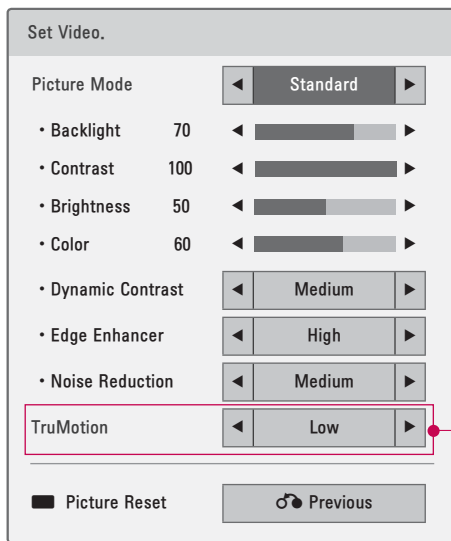 Set Video.
Picture Mode ◀ Standard ▶
• Backlight 70 ◀ ▶
• Contrast 100 ◀ ▶
• Brightness 50 ◀ ▶
• Color 60 ◀ ▶
• Dynamic Contrast ◀ Medium ▶
• Edge Enhancer ◀ High ▶
• Noise Reduction ◀ Medium ▶
TruMotion ◀ Low ▶
Picture Reset Previous